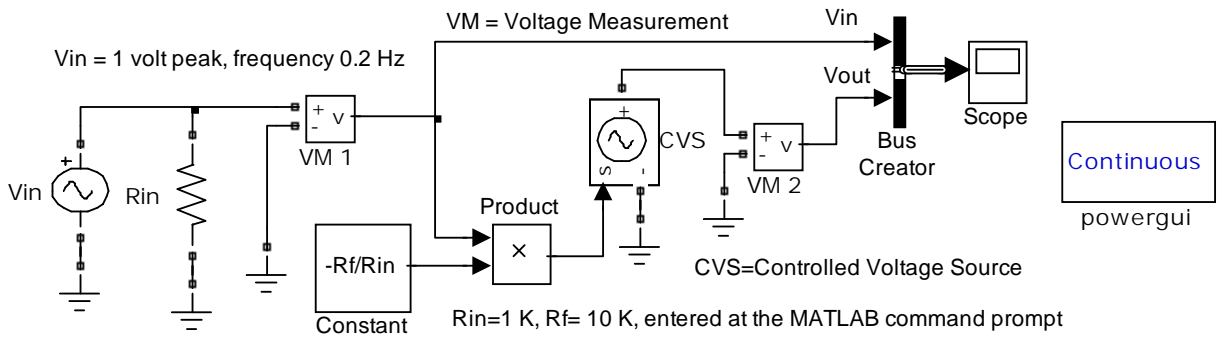 VM = Voltage Measurement
Vin
Vin = 1 volt peak, frequency 0.2 Hz
Vout
+
-
v
VM 1
+
CVS
s
-
+
-
v
VM 2
Bus
Creator
Scope
Continuous
powergui
+
Vin
Rin
Product
×
-Rf/Rin
Constant
CVS=Controlled Voltage Source
Rin=1 K, Rf= 10 K, entered at the MATLAB command prompt